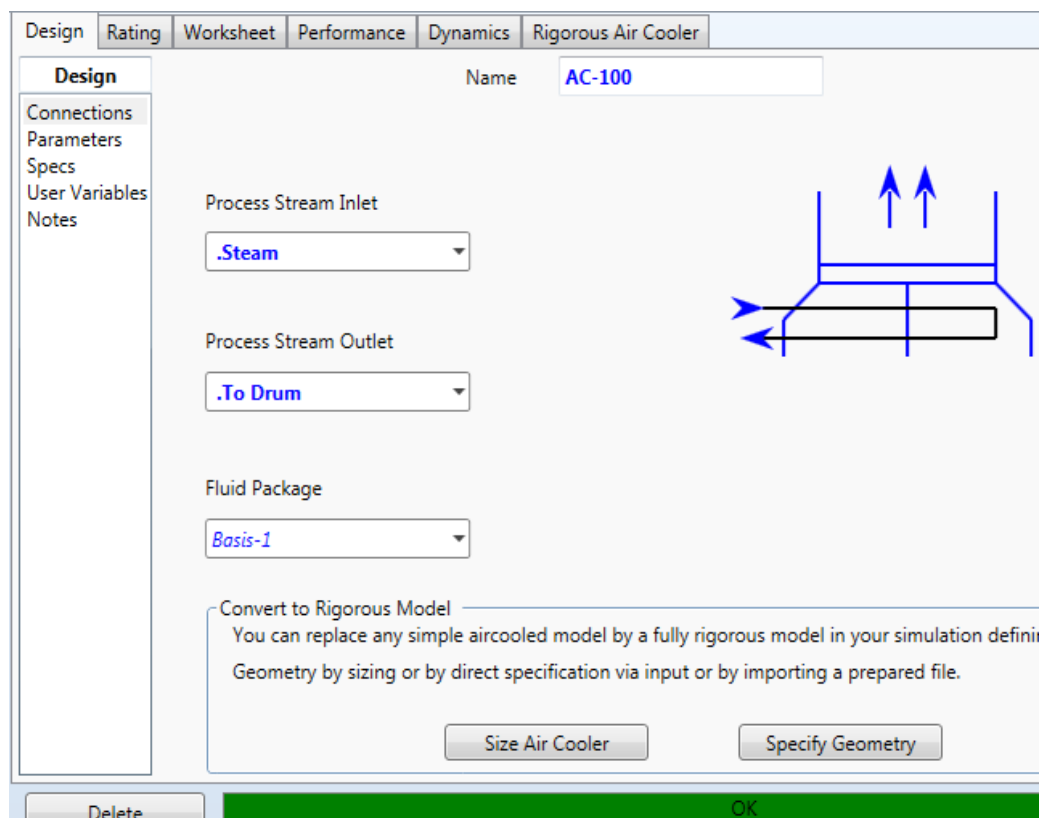 Design Rating Worksheet Performance Dynamics Rigorous Air Cooler
Design
Name AC-100
Connections
Parameters
Specs
User Variables
Notes
Process Stream Inlet
.Steam
Process Stream Outlet
.To Drum
Fluid Package
Basis-1
Convert to Rigorous Model
You can replace any simple aircooled model by a fully rigorous model in your simulation
Geometry by sizing or by direct specification via input or by importing a prepared file.
Size Air Cooler Specify Geometry
Delete OK